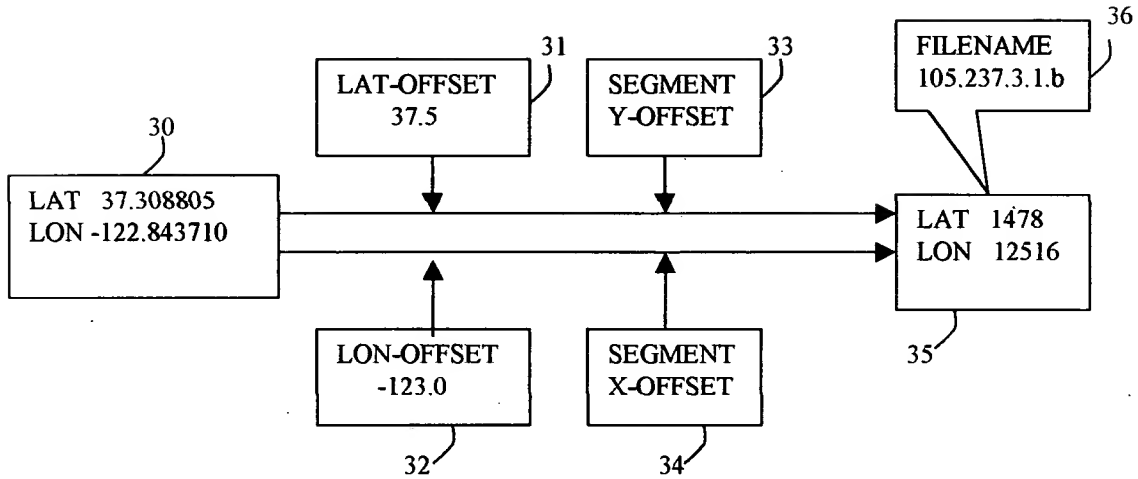 36
FILENAME
105.237.3.1.b
31
LAT-OFFSET
37.5
33
SEGMENT
Y-OFFSET
30
LAT 37.308805
LON -122.843710
LAT 1478
LON 12516
35
LON-OFFSET
-123.0
32
SEGMENT
X-OFFSET
34